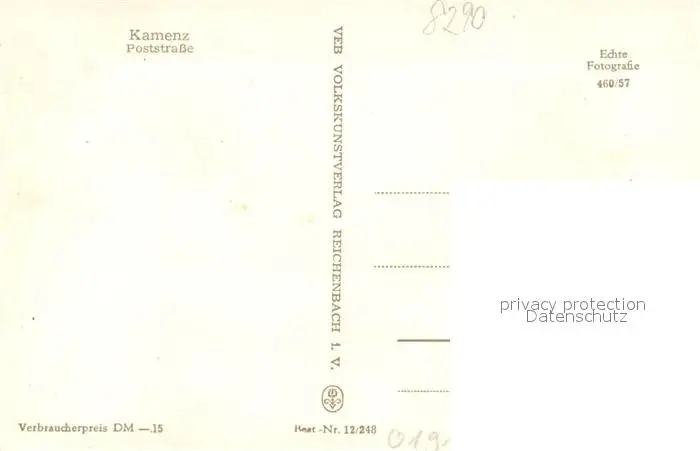 8290
Kamenz
Poststraße
VEB VOLKSKUNSTVERLAG REICHENBACH i. V.
Echte
Fotografie
460/57
privacy protection
Datenschutz
Verbraucherpreis DM —.15
Best.-Nr. 12/248